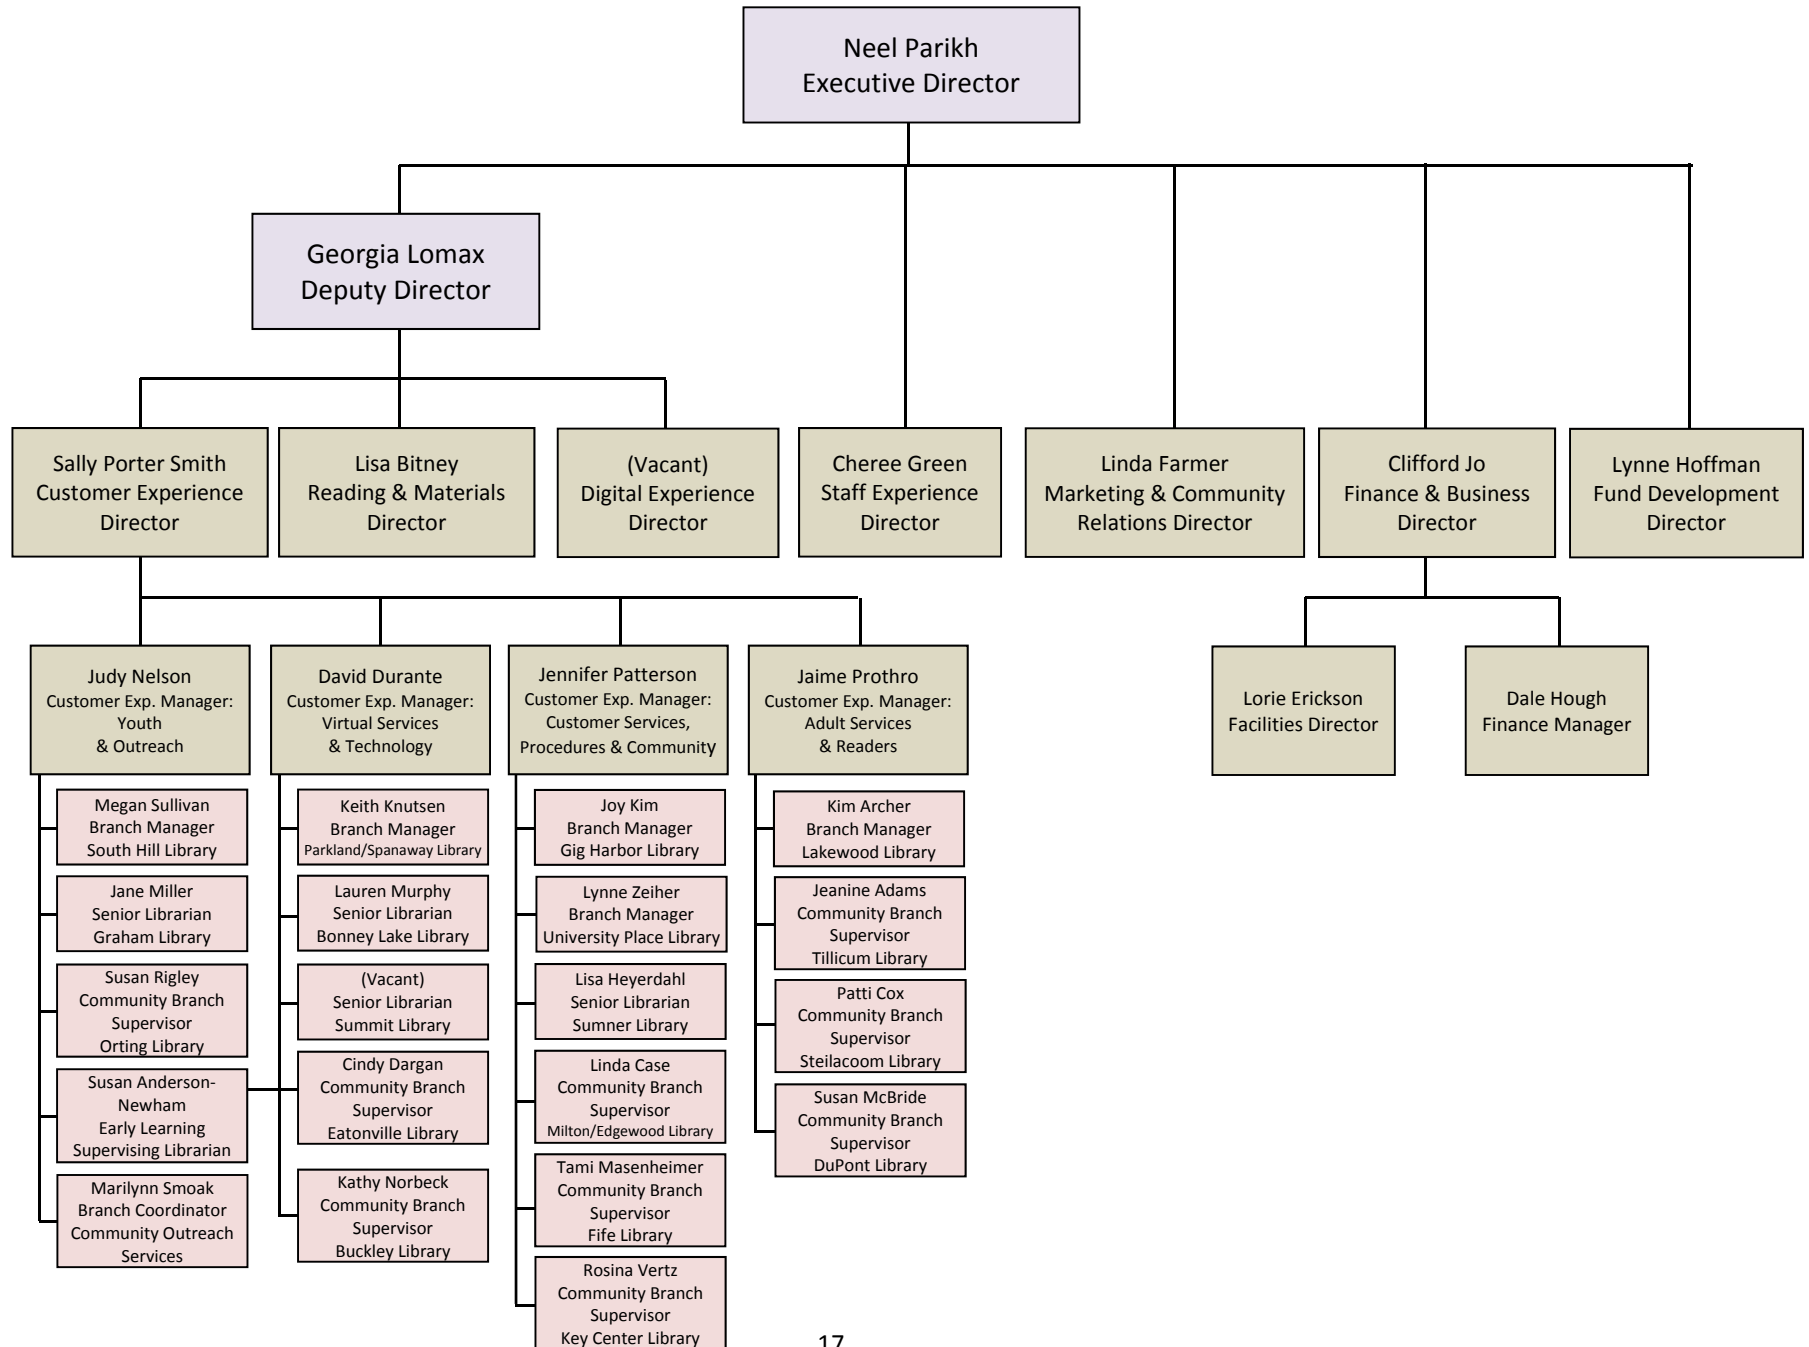 Neel Parikh
Executive Director
Georgia Lomax
Deputy Director
Sally Porter Smith
Customer Experience
Director
Lisa Bitney
Reading & Materials
Director
(Vacant)
Digital Experience
Director
Cheree Green
Staff Experience
Director
Linda Farmer
Marketing & Community
Relations Director
Clifford Jo
Finance & Business
Director
Lynne Hoffman
Fund Development
Director
Judy Nelson
Customer Exp. Manager:
Youth
& Outreach
David Durante
Customer Exp. Manager:
Virtual Services
& Technology
Jennifer Patterson
Customer Exp. Manager:
Customer Services,
Procedures & Community
Jaime Prothro
Customer Exp. Manager:
Adult Services
& Readers
Lorie Erickson
Facilities Director
Dale Hough
Finance Manager
Megan Sullivan
Branch Manager
South Hill Library
Jane Miller
Senior Librarian
Graham Library
Susan Rigley
Community Branch
Supervisor
Orting Library
Susan Anderson-
Newham
Early Learning
Supervising Librarian
Marilynn Smoak
Branch Coordinator
Community Outreach
Services
Keith Knutsen
Branch Manager
Parkland/Spanaway Library
Lauren Murphy
Senior Librarian
Bonney Lake Library
(Vacant)
Senior Librarian
Summit Library
Cindy Dargan
Community Branch
Supervisor
Eatonville Library
Kathy Norbeck
Community Branch
Supervisor
Buckley Library
Joy Kim
Branch Manager
Gig Harbor Library
Lynne Zeiher
Branch Manager
University Place Library
Lisa Heyerdahl
Senior Librarian
Sumner Library
Linda Case
Community Branch
Supervisor
Milton/Edgewood Library
Tami Masenheimer
Community Branch
Supervisor
Fife Library
Rosina Vertz
Community Branch
Supervisor
Key Center Library
Kim Archer
Branch Manager
Lakewood Library
Jeanine Adams
Community Branch
Supervisor
Tillicum Library
Patti Cox
Community Branch
Supervisor
Steilacoom Library
Susan McBride
Community Branch
Supervisor
DuPont Library
17